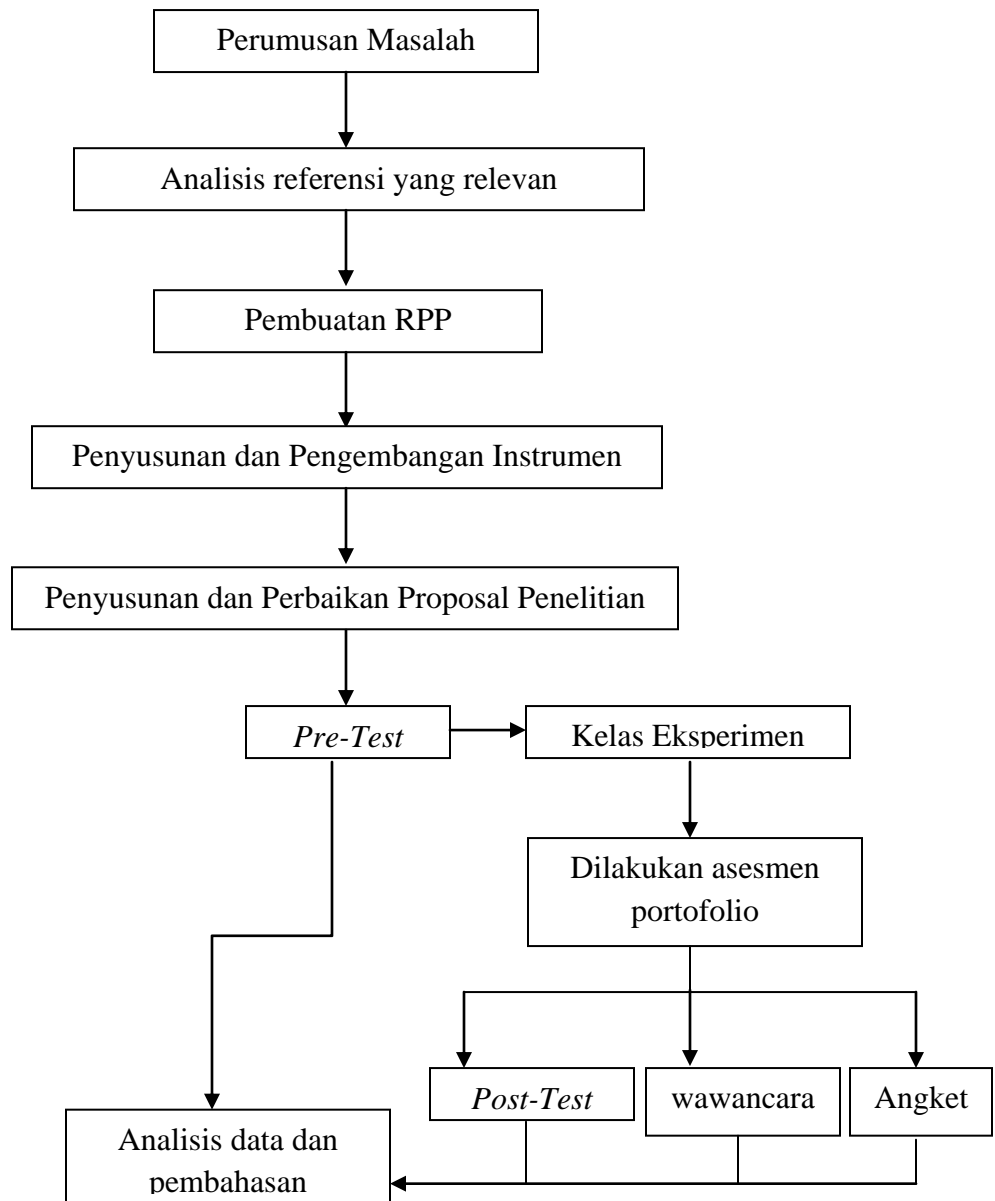 Perumusan Masalah
Analisis referensi yang relevan
Pembuatan RPP
Penyusunan dan Pengembangan Instrumen
Penyusunan dan Perbaikan Proposal Penelitian
Pre-Test
Kelas Eksperimen
Dilakukan asesmen
portofolio
Post-Test
wawancara
Angket
Analisis data dan
pembahasan